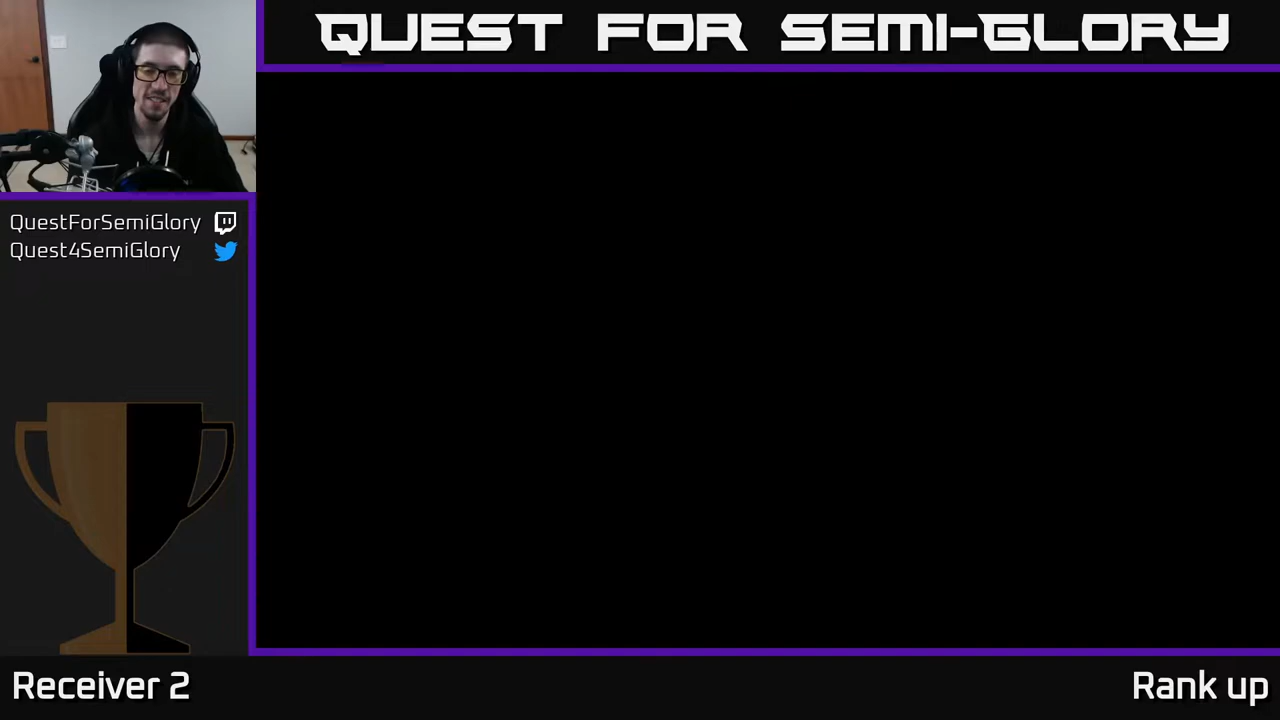 QUEST FOR SEMI-GLORY
QuestForSemiGlory
Quest4SemiGlory
Receiver 2
Rank up